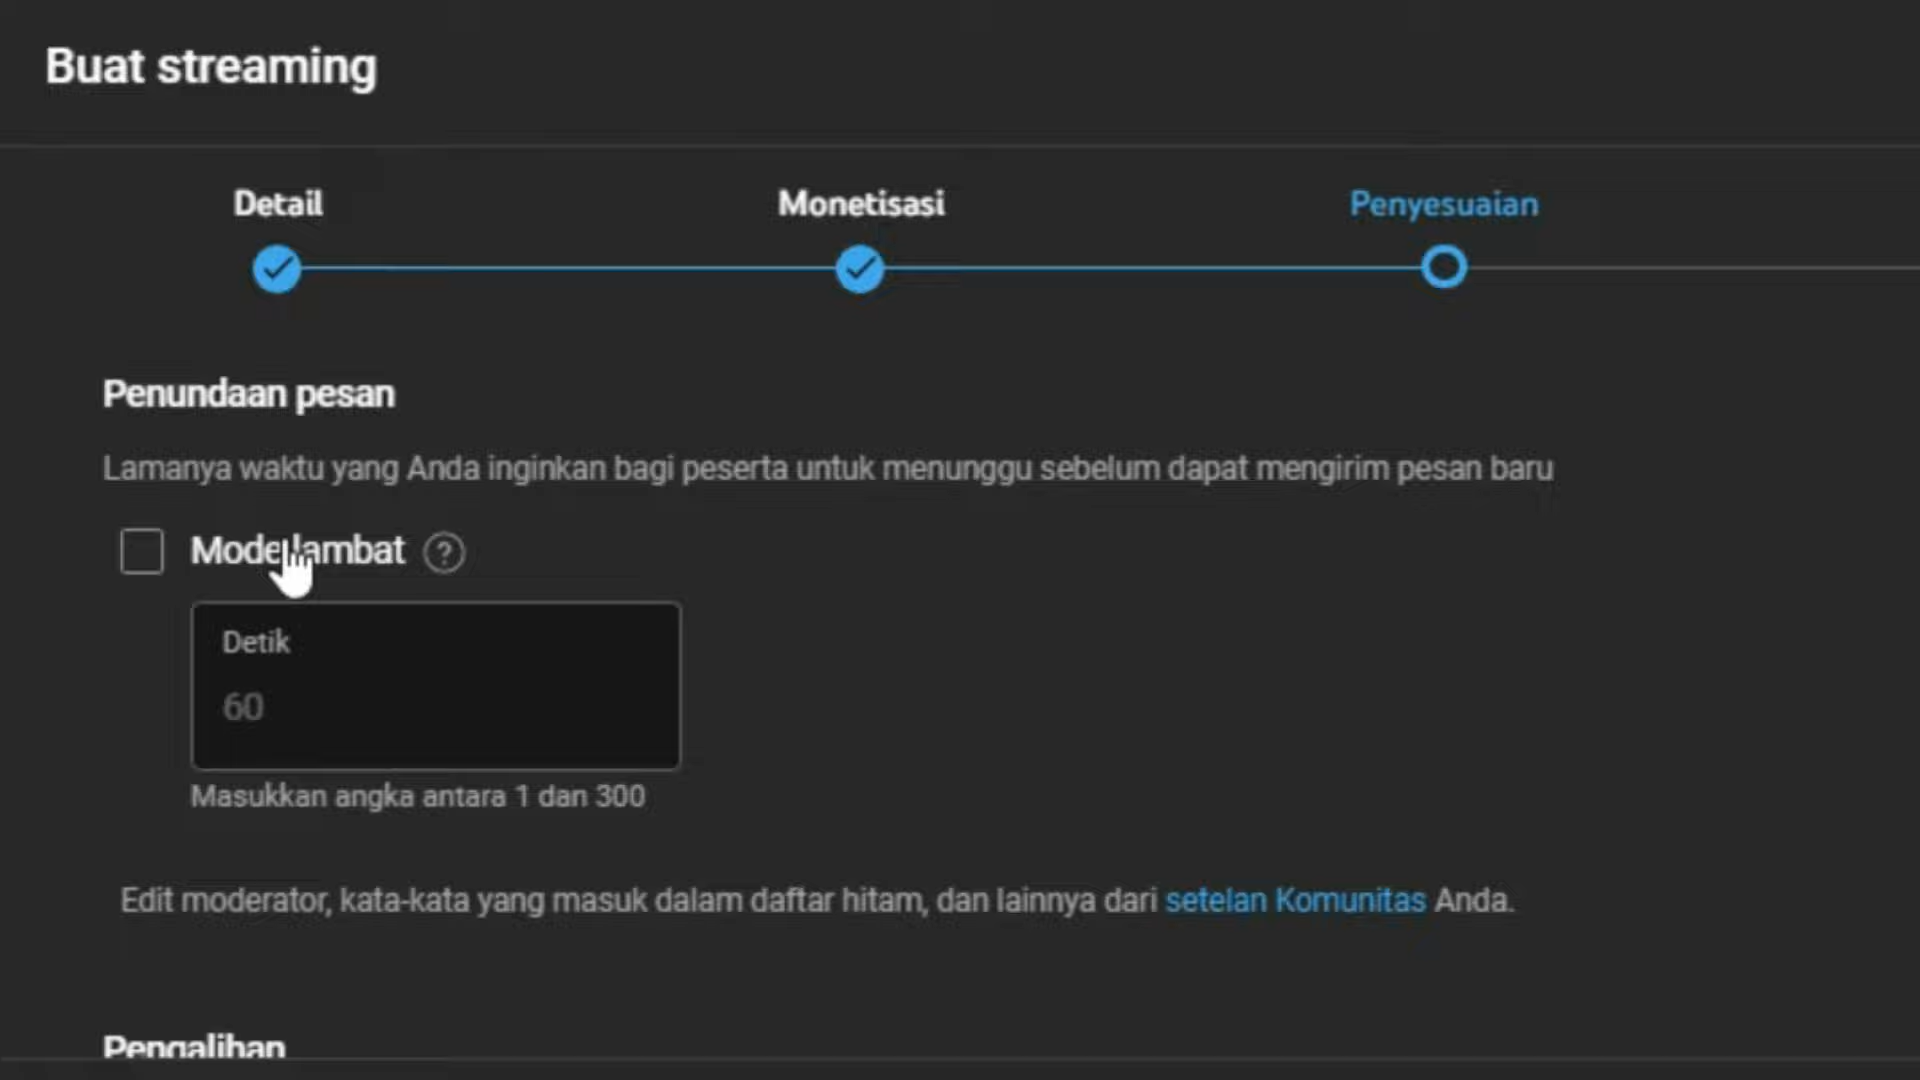 Buat streaming
Detail Monetisasi Penyesuaian
Penundaan pesan
Lamanya waktu yang Anda inginkan bagi peserta untuk menunggu sebelum dapat mengirim pesan baru
Mode lambat ?
Detik
60
Masukkan angka antara 1 dan 300
Edit moderator, kata-kata yang masuk dalam daftar hitam, dan lainnya dari setelan Komunitas Anda.
Pengalihan